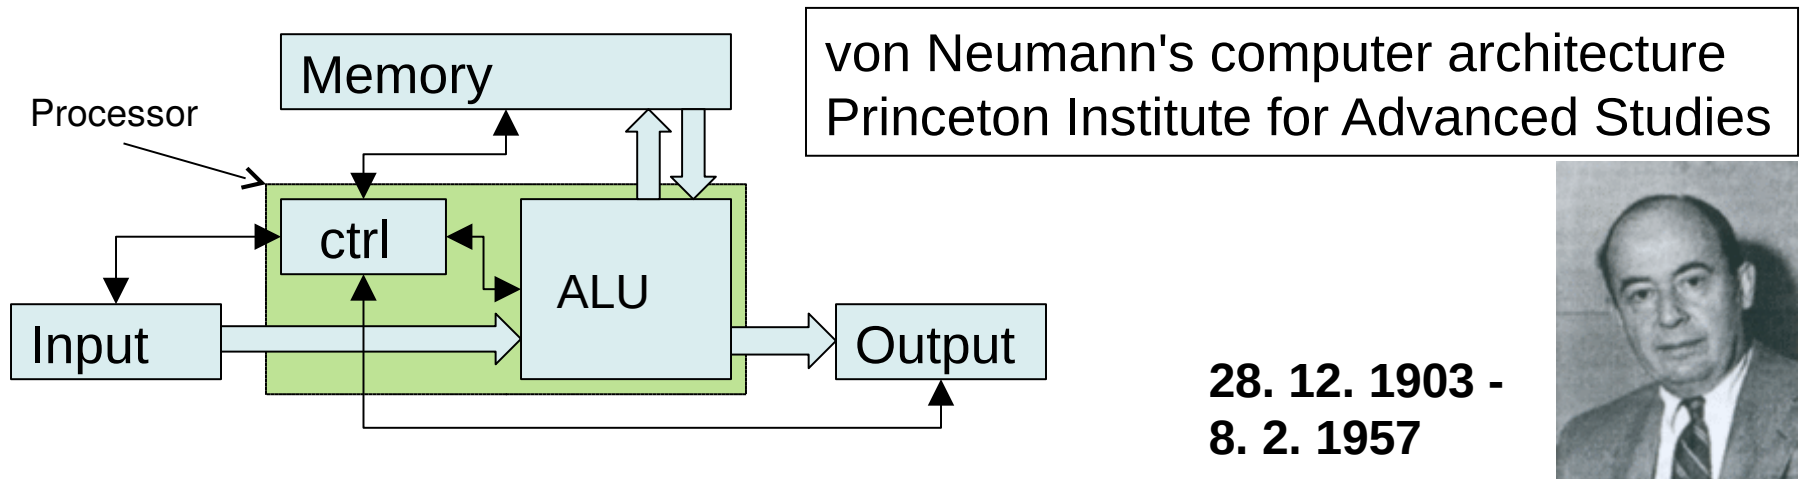 von Neumann's computer architecture
Princeton Institute for Advanced Studies
Memory
Processor
ctrl
ALU
Input
Output
28. 12. 1903 -
8. 2. 1957